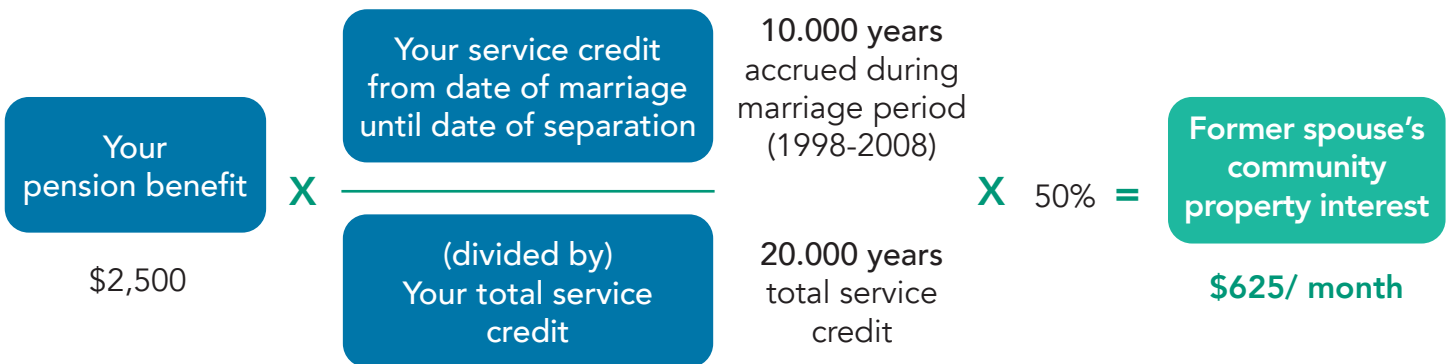 Your
pension benefit
$2,500
X
Your service credit
from date of marriage
until date of separation
10.000 years
accrued during
marriage period
(1998-2008)
(divided by)
Your total service
credit
20.000 years
total service
credit
X 50% =
Former spouse’s
community
property interest
$625/ month